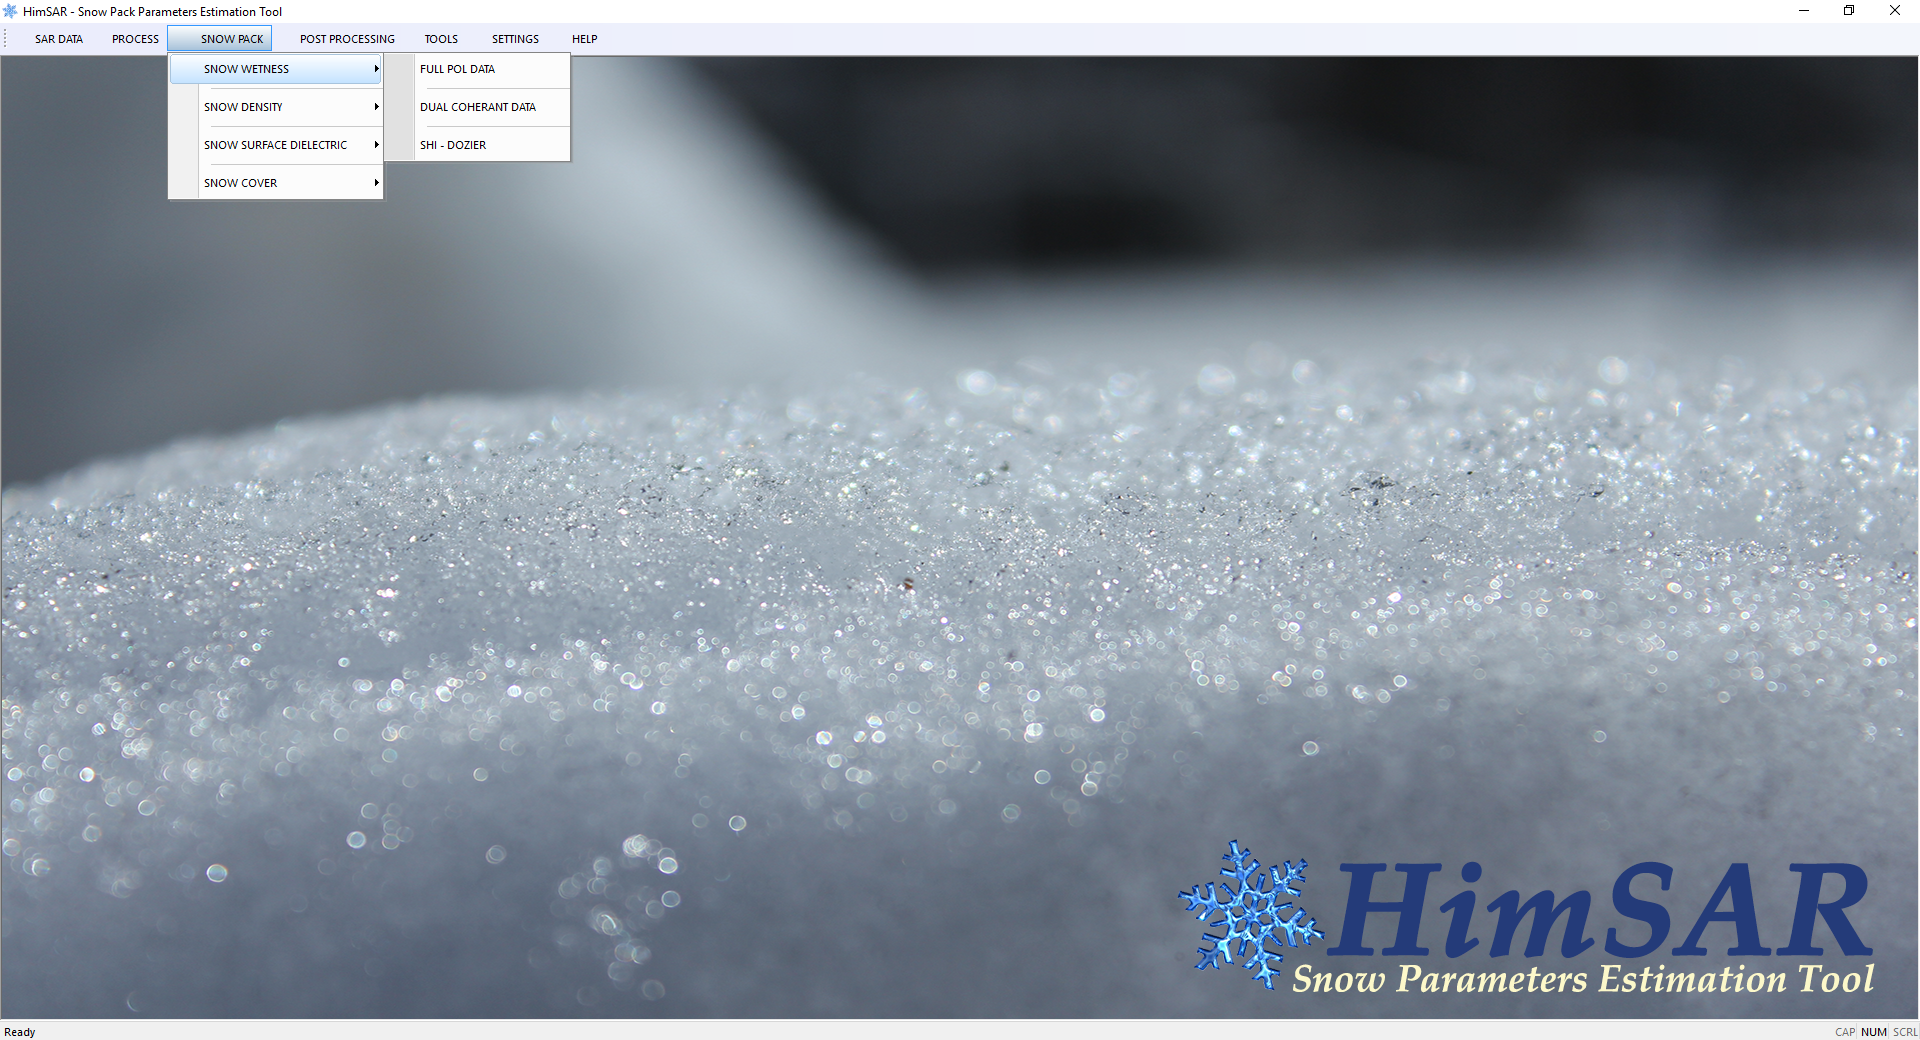 HimSAR - Snow Pack Parameters Estimation Tool
SAR DATA PROCESS SNOW PACK POST PROCESSING TOOLS SETTINGS HELP
SNOW WETNESS
SNOW DENSITY
SNOW SURFACE DIELECTRIC
SNOW COVER
FULL POL DATA
DUAL COHERANT DATA
SHI - DOZIER
HimSAR
Snow Parameters Estimation Tool
Ready CAP NUM SCRL